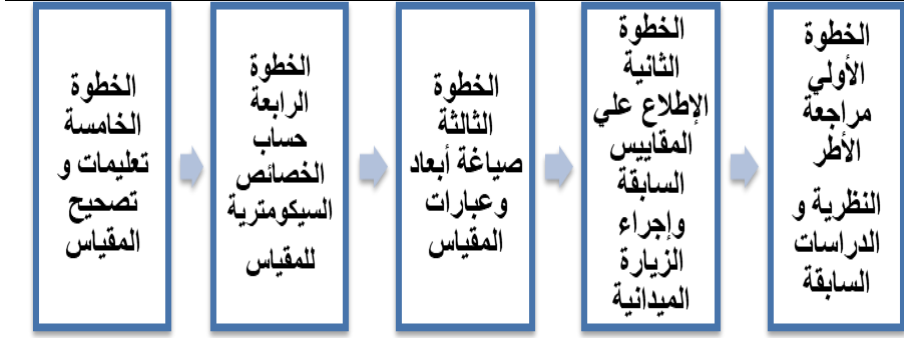 الخطوة
الأولي
مراجعة
الأطر
النظرية و
الدراسات
السابقة
الخطوة
الثانية
الإطلاع علي
المقاييس
السابقة
وإجراء
الزيارة
الميدانية
الخطوة
الثالثة
صياغة أبعاد
وعبارات
المقياس
الخطوة
الرابعة
حساب
الخصائص
السيكومترية
للمقياس
الخطوة
الخامسة
تعليمات و
تصحيح
المقياس